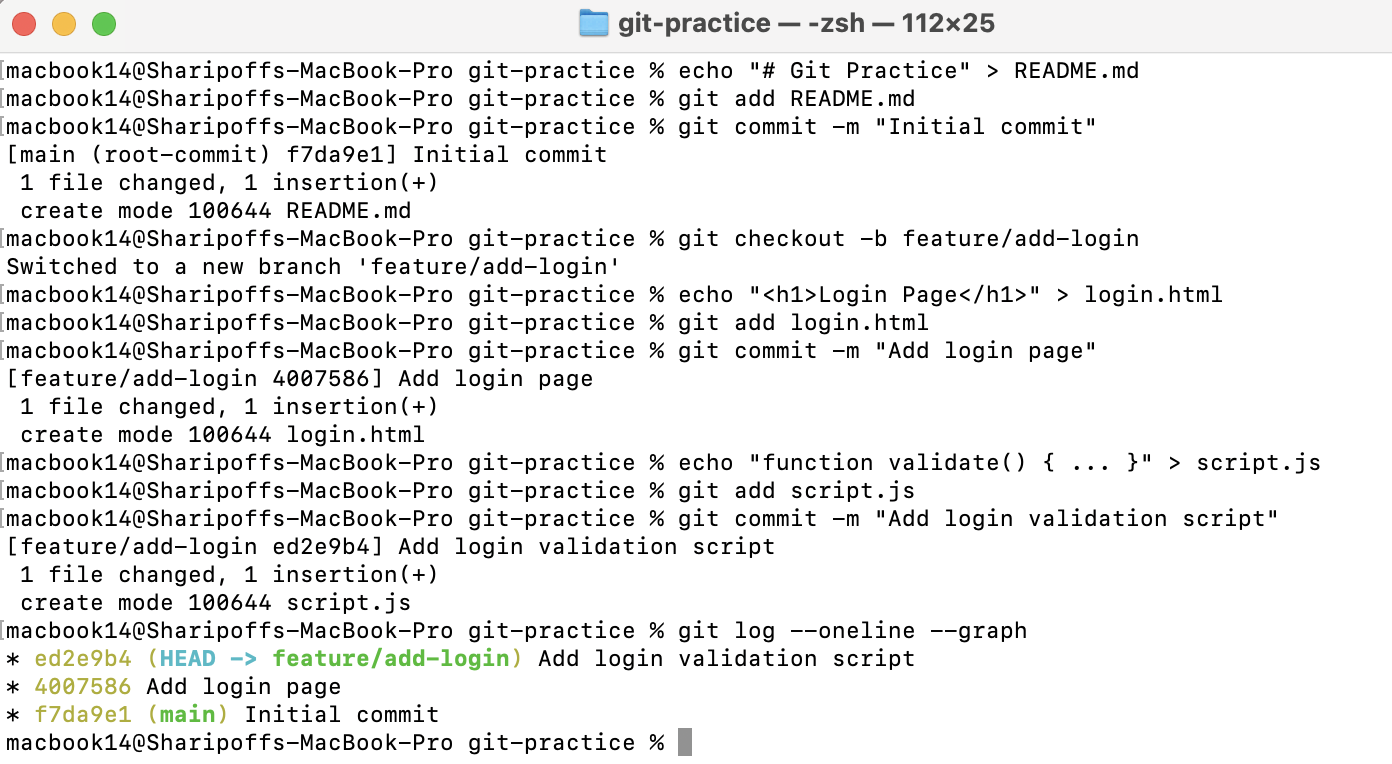 git-practice — -zsh — 112×25
[macbook14@Sharipoffs-MacBook-Pro git-practice % echo "# Git Practice" > README.md
[macbook14@Sharipoffs-MacBook-Pro git-practice % git add README.md
[macbook14@Sharipoffs-MacBook-Pro git-practice % git commit -m "Initial commit"
[main (root-commit) f7da9e1] Initial commit
 1 file changed, 1 insertion(+)
 create mode 100644 README.md
[macbook14@Sharipoffs-MacBook-Pro git-practice % git checkout -b feature/add-login
Switched to a new branch 'feature/add-login'
[macbook14@Sharipoffs-MacBook-Pro git-practice % echo "<h1>Login Page</h1>" > login.html
[macbook14@Sharipoffs-MacBook-Pro git-practice % git add login.html
[macbook14@Sharipoffs-MacBook-Pro git-practice % git commit -m "Add login page"
[feature/add-login 4007586] Add login page
 1 file changed, 1 insertion(+)
 create mode 100644 login.html
[macbook14@Sharipoffs-MacBook-Pro git-practice % echo "function validate() { ... }" > script.js
[macbook14@Sharipoffs-MacBook-Pro git-practice % git add script.js
[macbook14@Sharipoffs-MacBook-Pro git-practice % git commit -m "Add login validation script"
[feature/add-login ed2e9b4] Add login validation script
 1 file changed, 1 insertion(+)
 create mode 100644 script.js
[macbook14@Sharipoffs-MacBook-Pro git-practice % git log --oneline --graph
* ed2e9b4 (HEAD -> feature/add-login) Add login validation script
* 4007586 Add login page
* f7da9e1 (main) Initial commit
macbook14@Sharipoffs-MacBook-Pro git-practice %